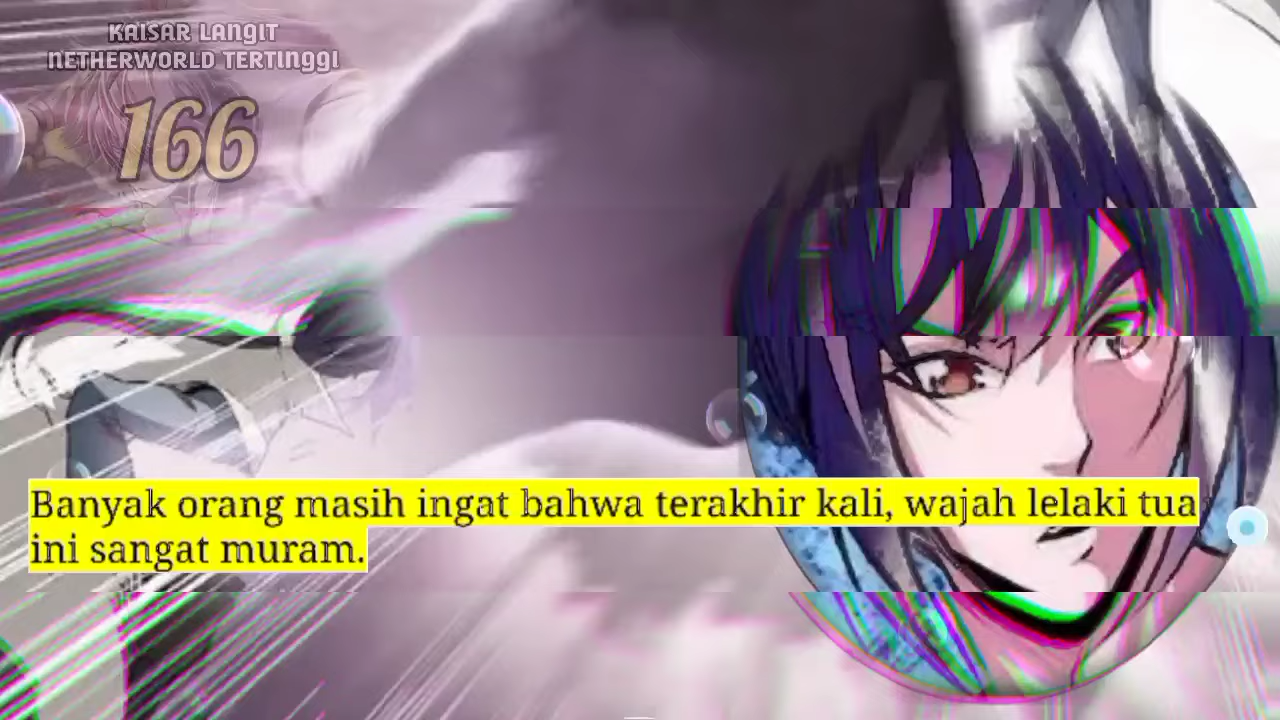 KAISAR LANGIT
NETHERWORLD TERTINGGI
166
Banyak orang masih ingat bahwa terakhir kali, wajah lelaki tua
ini sangat muram.